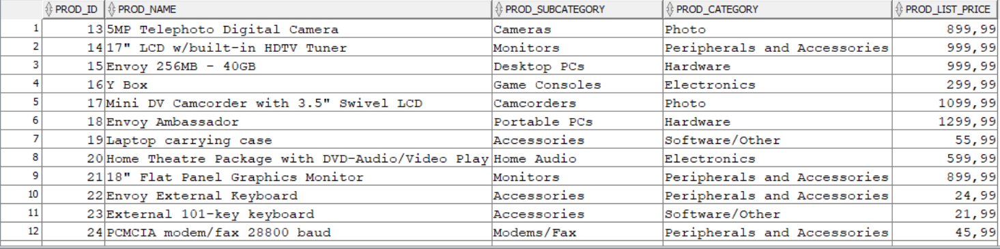 PROD_ID PROD_NAME PROD_SUBCATEGORY PROD_CATEGORY PROD_LIST_PRICE
1 13 5MP Telephoto Digital Camera Cameras Photo 899,99
2 14 17" LCD w/built-in HDTV Tuner Monitors Peripherals and Accessories 999,99
3 15 Envoy 256MB - 40GB Desktop PCs Hardware 999,99
4 16 Y Box Game Consoles Electronics 299,99
5 17 Mini DV Camcorder with 3.5" Swivel LCD Camcorders Photo 1099,99
6 18 Envoy Ambassador Portable PCs Hardware 1299,99
7 19 Laptop carrying case Accessories Software/Other 55,99
8 20 Home Theatre Package with DVD-Audio/Video Play Home Audio Electronics 599,99
9 21 18" Flat Panel Graphics Monitor Monitors Peripherals and Accessories 899,99
10 22 Envoy External Keyboard Accessories Peripherals and Accessories 24,99
11 23 External 101-key keyboard Accessories Software/Other 21,99
12 24 PCMCIA modem/fax 28800 baud Modems/Fax Peripherals and Accessories 45,99